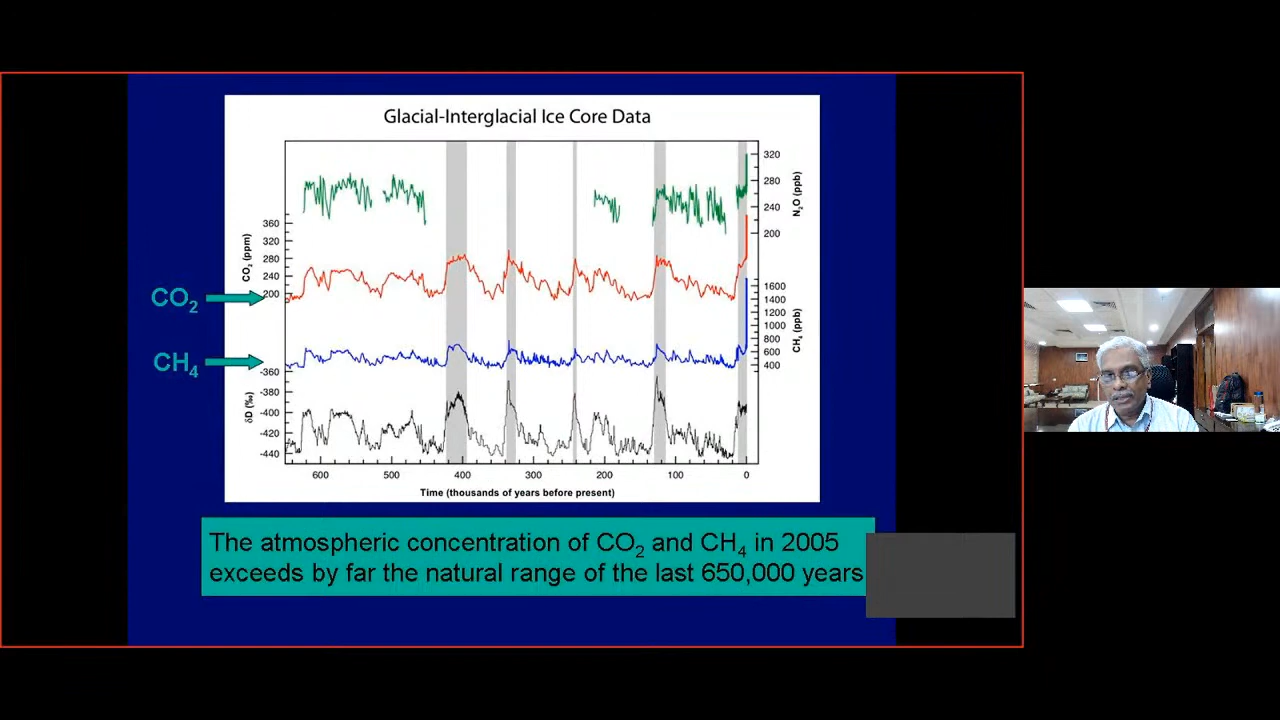 Glacial-Interglacial Ice Core Data
320
280
240
200
N₂O (ppb)
360
320
280
240
200
CO₂ (ppm)
CO₂
1600
1400
1200
1000
800
600
400
CH₄ (ppb)
CH₄
-360
-380
-400
-420
-440
δD (‰)
600 500 400 300 200 100 0
Time (thousands of years before present)
The atmospheric concentration of CO₂ and CH₄ in 2005
exceeds by far the natural range of the last 650,000 years